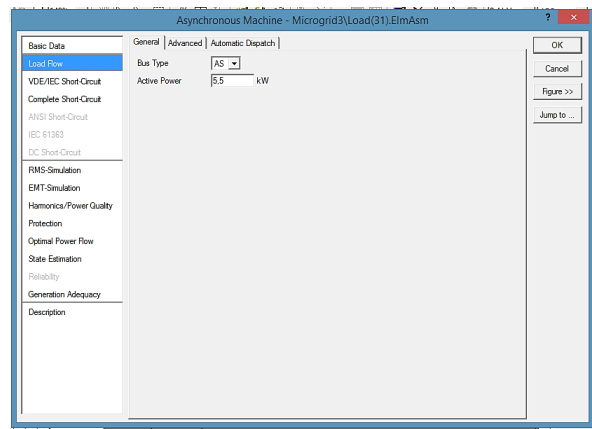 Asynchronous Machine - Microgrid3\Load(31).ElmAsm
? ×
Basic Data
Load Flow
VDE/IEC Short-Circuit
Complete Short-Circuit
ANSI Short-Circuit
IEC 61363
DC Short-Circuit
RMS-Simulation
EMT-Simulation
Harmonics/Power Quality
Protection
Optimal Power Flow
State Estimation
Reliability
Generation Adequacy
Description
General Advanced Automatic Dispatch
Bus Type AS
Active Power 5,5 kW
OK
Cancel
Figure >>
Jump to ...